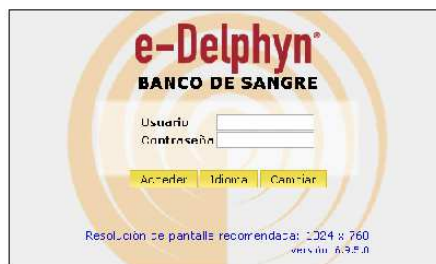 e-Delphyn®
BANCO DE SANGRE
Usuario
Contraseña
Acceder Idioma Cambiar
Resolución de pantalla recomendada: 1024 x 760
versión: 6.9.5.0